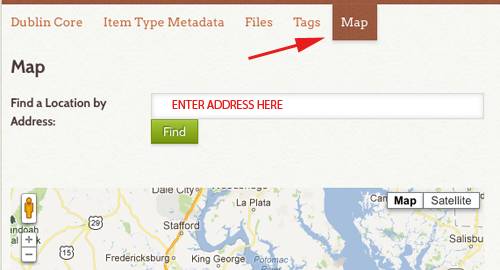 Dublin Core Item Type Metadata Files Tags Map
Map
Find a Location by
Address:
ENTER ADDRESS HERE
Find
Dale City
La Plata
Map Satellite
29
Stafford
Salisbu
15
Fredericksburg
King George
Potomac